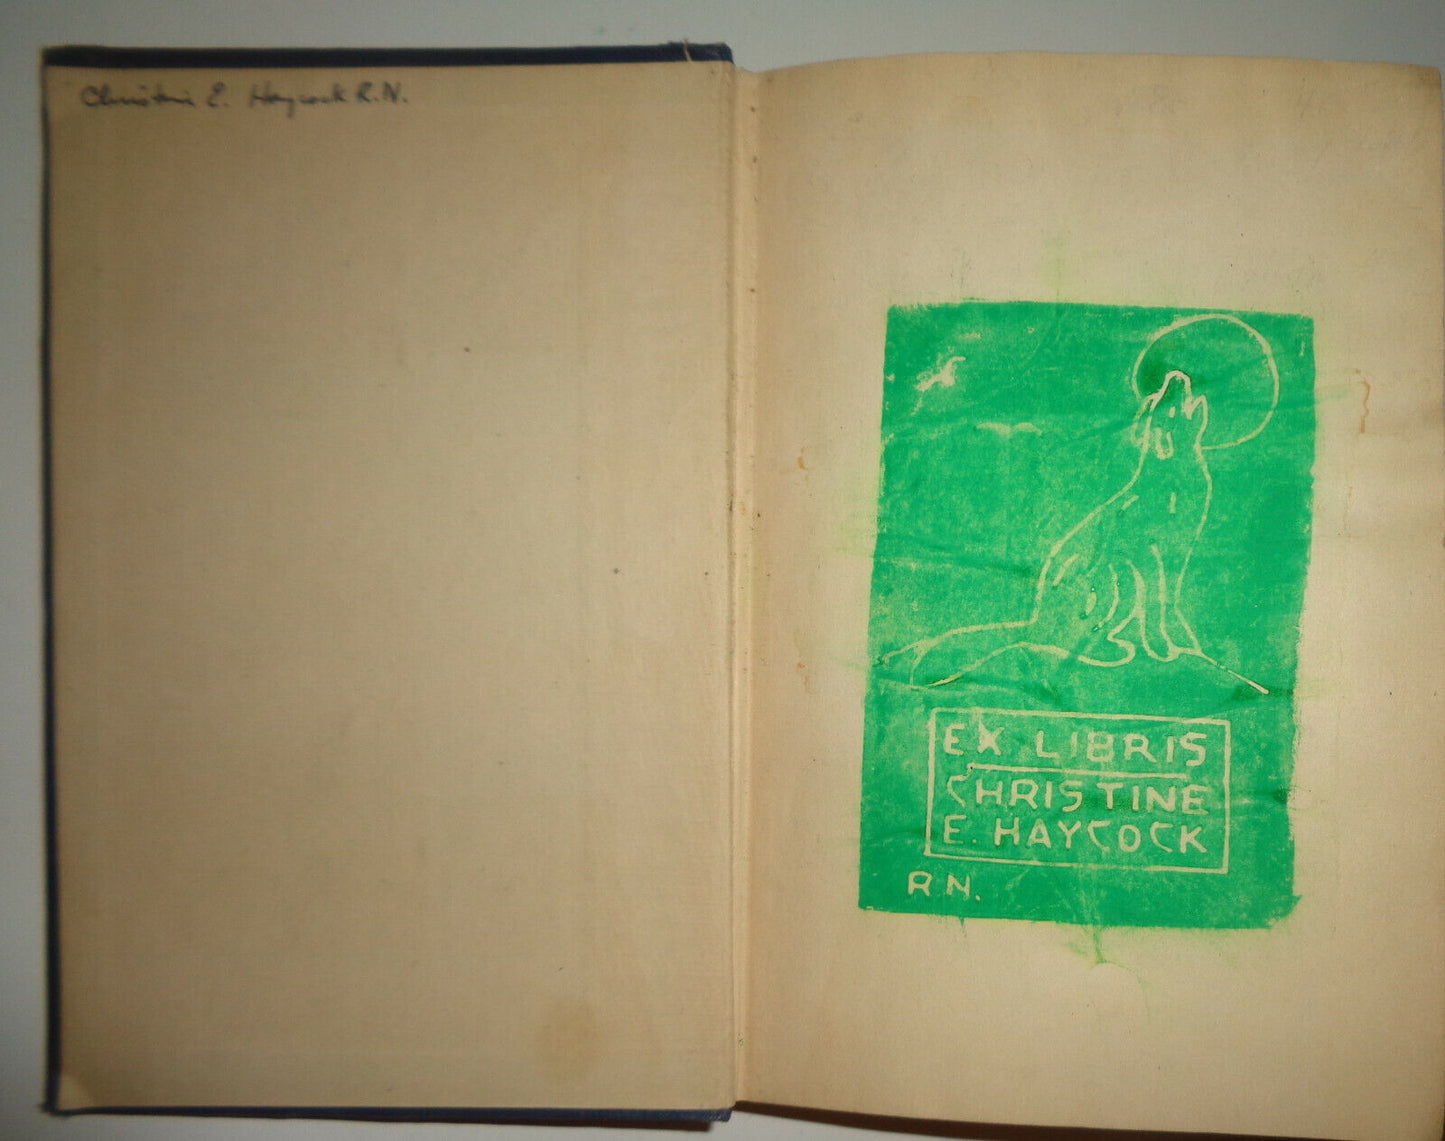 Christine E. Haycock R.N.
EX LIBRIS
CHRISTINE
E. HAYCOCK
R.N.